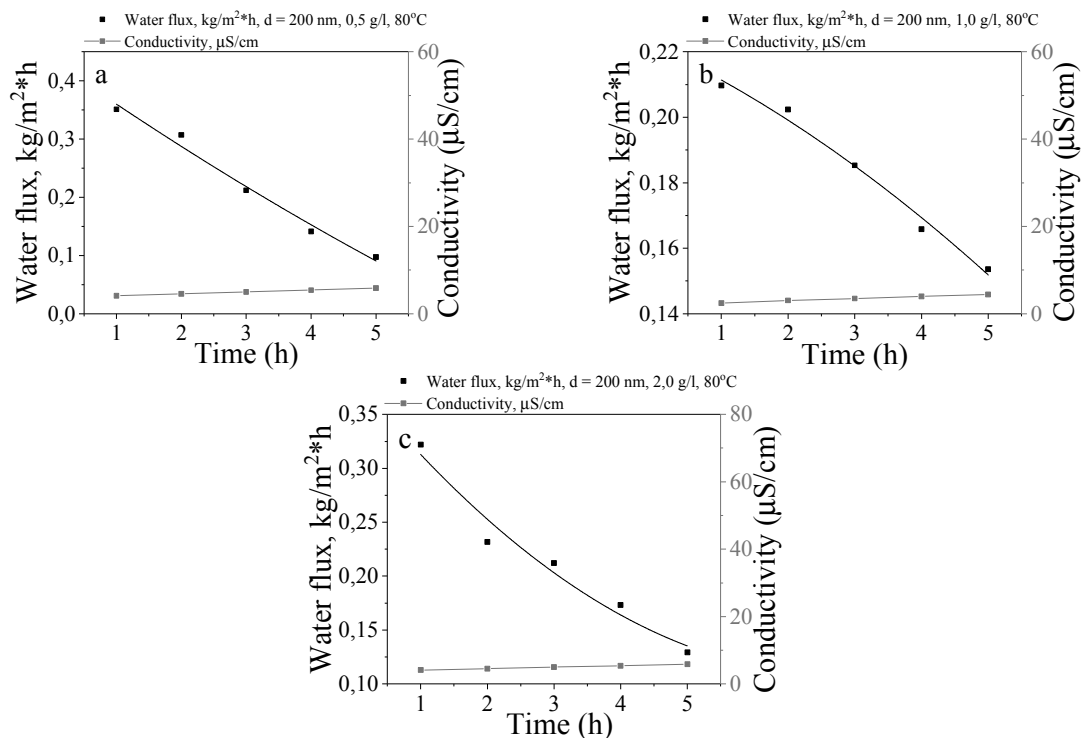 Water flux, kg/m²*h, d = 200 nm, 0,5 g/l, 80°C
Conductivity, μS/cm
a
Water flux, kg/m²*h
0,4
0,3
0,2
0,1
0,0
60
40
20
0
Conductivity (μS/cm)
1 2 3 4 5
Time (h)
Water flux, kg/m²*h, d = 200 nm, 1,0 g/l, 80°C
Conductivity, μS/cm
b
Water flux, kg/m²*h
0,22
0,20
0,18
0,16
0,14
60
40
20
0
Conductivity (μS/cm)
1 2 3 4 5
Time (h)
Water flux, kg/m²*h, d = 200 nm, 2,0 g/l, 80°C
Conductivity, μS/cm
c
Water flux, kg/m²*h
0,35
0,30
0,25
0,20
0,15
0,10
80
60
40
20
0
Conductivity (μS/cm)
1 2 3 4 5
Time (h)